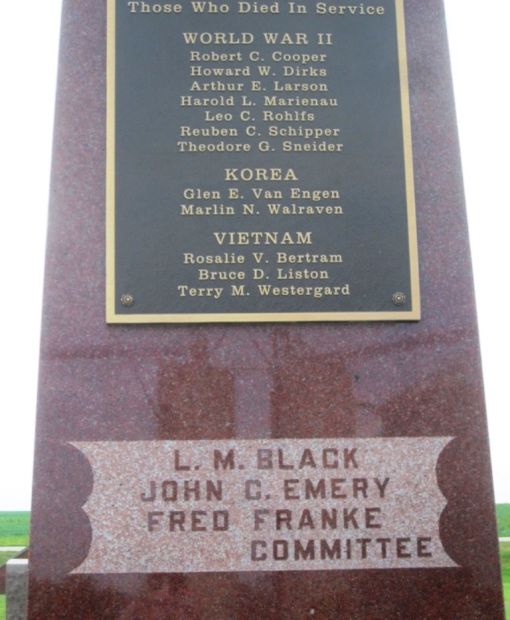 Those Who Died In Service
WORLD WAR II
Robert C. Cooper
Howard W. Dirks
Arthur E. Larson
Harold L. Marienau
Leo C. Rohlfs
Reuben C. Schipper
Theodore G. Sneider
KOREA
Glen E. Van Engen
Marlin N. Walraven
VIETNAM
Rosalie V. Bertram
Bruce D. Liston
Terry M. Westergard
L. M. BLACK
JOHN C. EMERY
FRED FRANKE
COMMITTEE